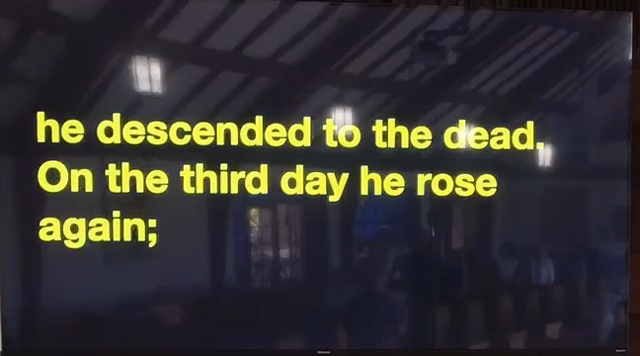 he descended to the dead.
On the third day he rose
again;